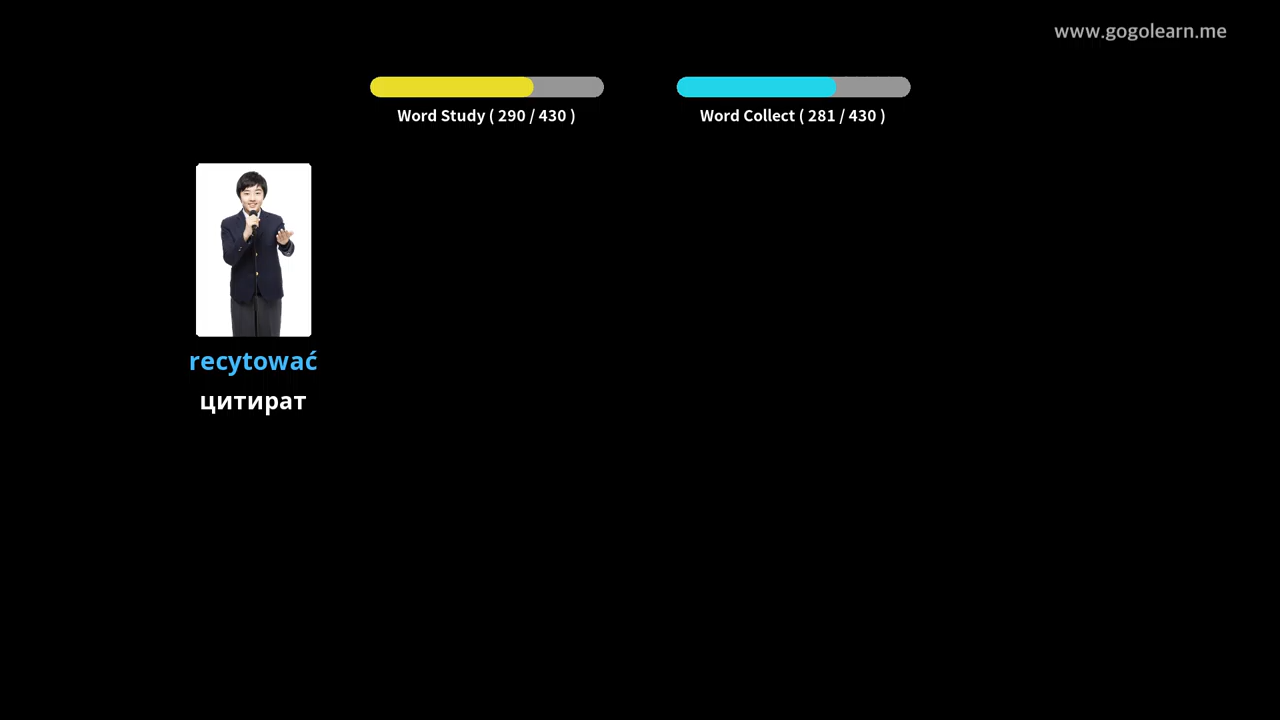 www.gogolearn.me
Word Study ( 290 / 430 )
Word Collect ( 281 / 430 )
recytować
цитират